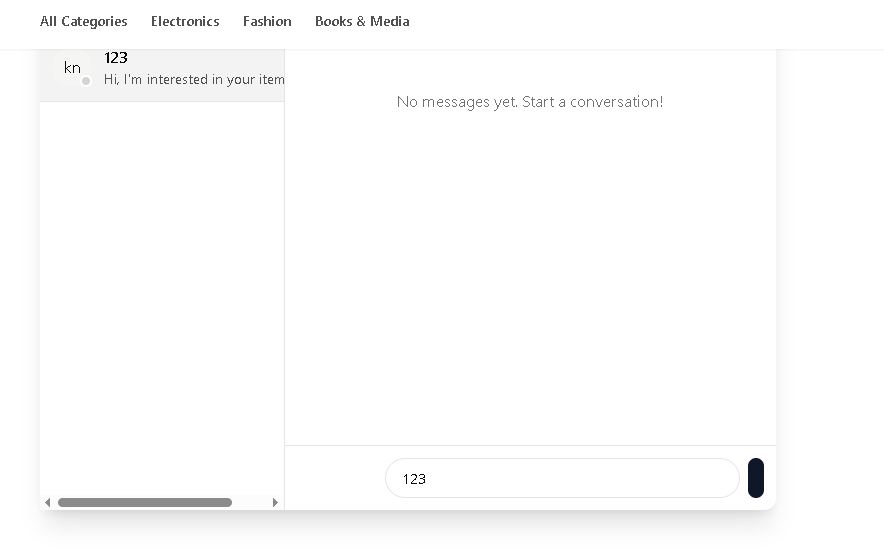 All Categories Electronics Fashion Books & Media
123
kn
Hi, I'm interested in your item
No messages yet. Start a conversation!
123